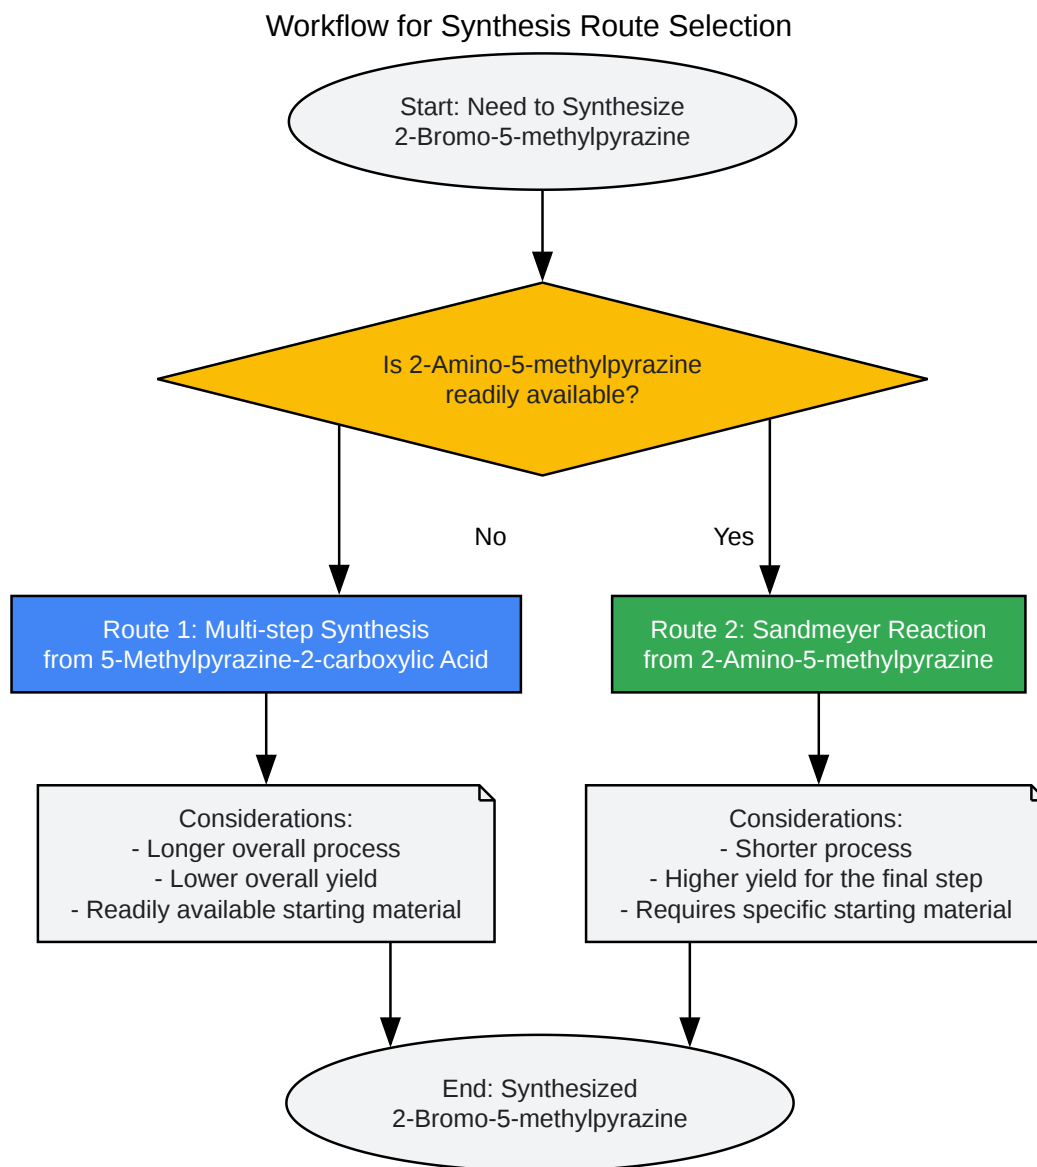 Workflow for Synthesis Route Selection
Start: Need to Synthesize
2-Bromo-5-methylpyrazine
Is 2-Amino-5-methylpyrazine
readily available?
No
Yes
Route 1: Multi-step Synthesis
from 5-Methylpyrazine-2-carboxylic Acid
Route 2: Sandmeyer Reaction
from 2-Amino-5-methylpyrazine
Considerations:
- Longer overall process
- Lower overall yield
- Readily available starting material
Considerations:
- Shorter process
- Higher yield for the final step
- Requires specific starting material
End: Synthesized
2-Bromo-5-methylpyrazine